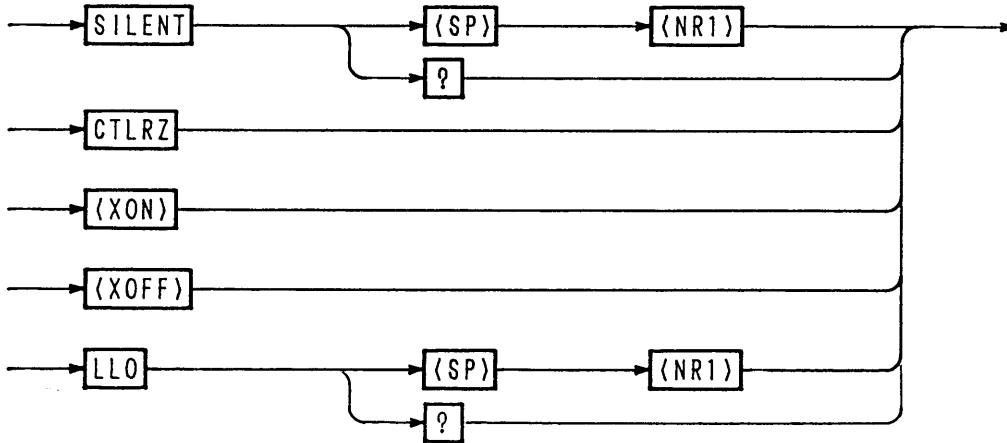 SILENT ⟨SP⟩ ⟨NR1⟩
?
CTLRZ
⟨XON⟩
⟨XOFF⟩
LLO ⟨SP⟩ ⟨NR1⟩
?